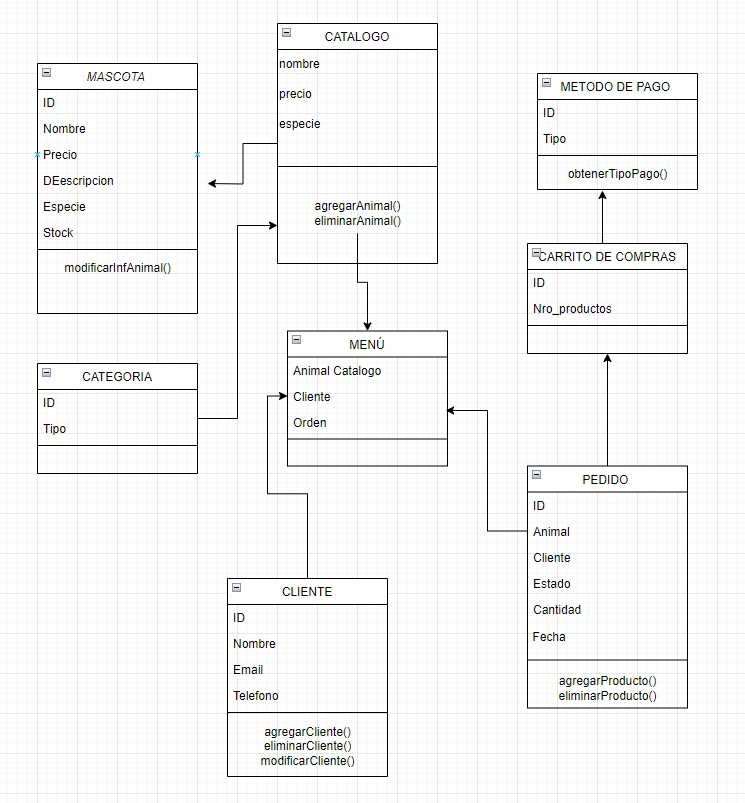 CATALOGO
nombre
precio
especie
agregarAnimal()
eliminarAnimal()
MASCOTA
ID
Nombre
Precio
DEescripcion
Especie
Stock
modificarInfAnimal()
METODO DE PAGO
ID
Tipo
obtenerTipoPago()
CARRITO DE COMPRAS
ID
Nro_productos
MENÚ
Animal Catalogo
Cliente
Orden
CATEGORIA
ID
Tipo
PEDIDO
ID
Animal
Cliente
Estado
Cantidad
Fecha
agregarProducto()
eliminarProducto()
CLIENTE
ID
Nombre
Email
Telefono
agregarCliente()
eliminarCliente()
modificarCliente()